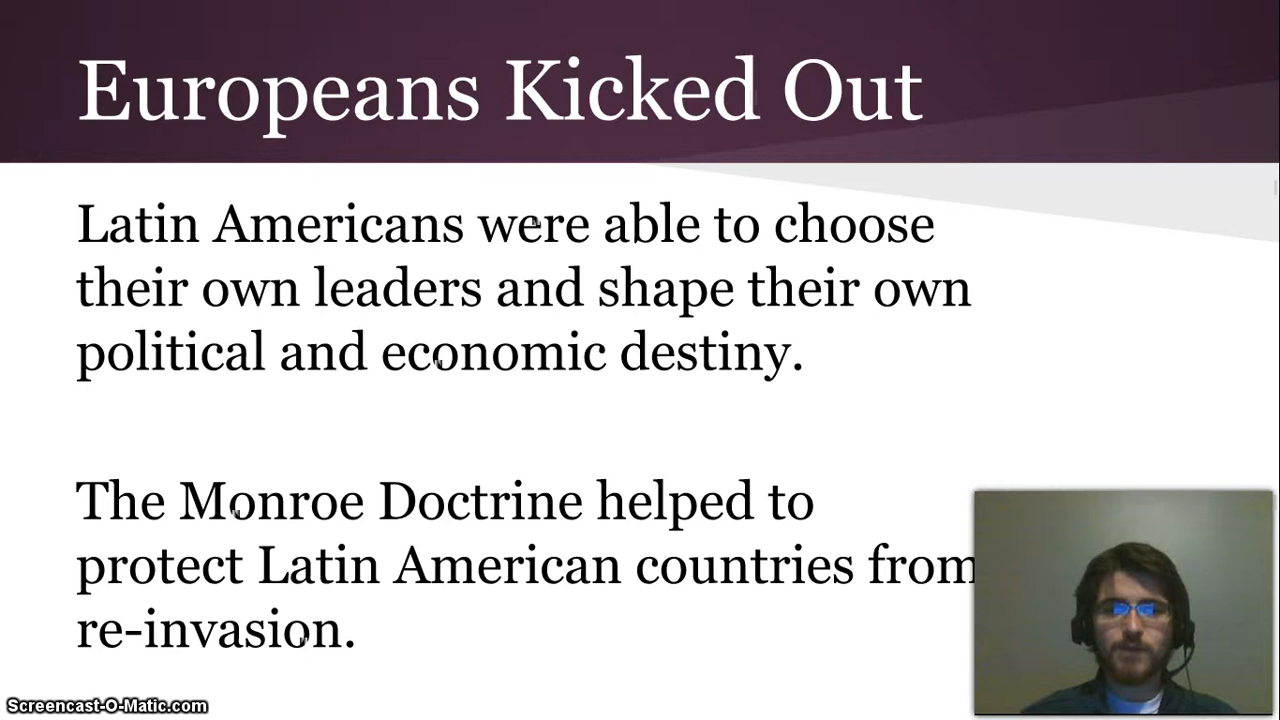 Europeans Kicked Out
Latin Americans were able to choose
their own leaders and shape their own
political and economic destiny.
The Monroe Doctrine helped to
protect Latin American countries from
re-invasion.
Screencast-O-Matic.com